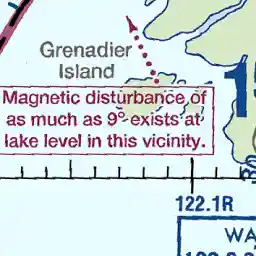 Grenadier
Island
Magnetic disturbance of
as much as 9° exists at
lake level in this vicinity.
122.1R
WA